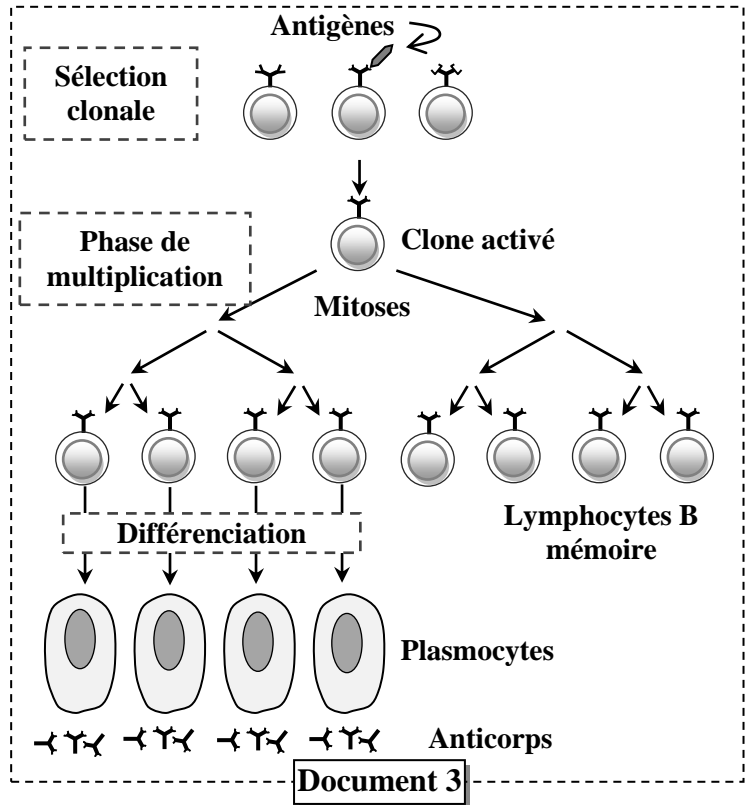 Antigènes
Sélection
clonale
Phase de
multiplication
Clone activé
Mitoses
Différenciation
Lymphocytes B
mémoire
Plasmocytes
Anticorps
Document 3